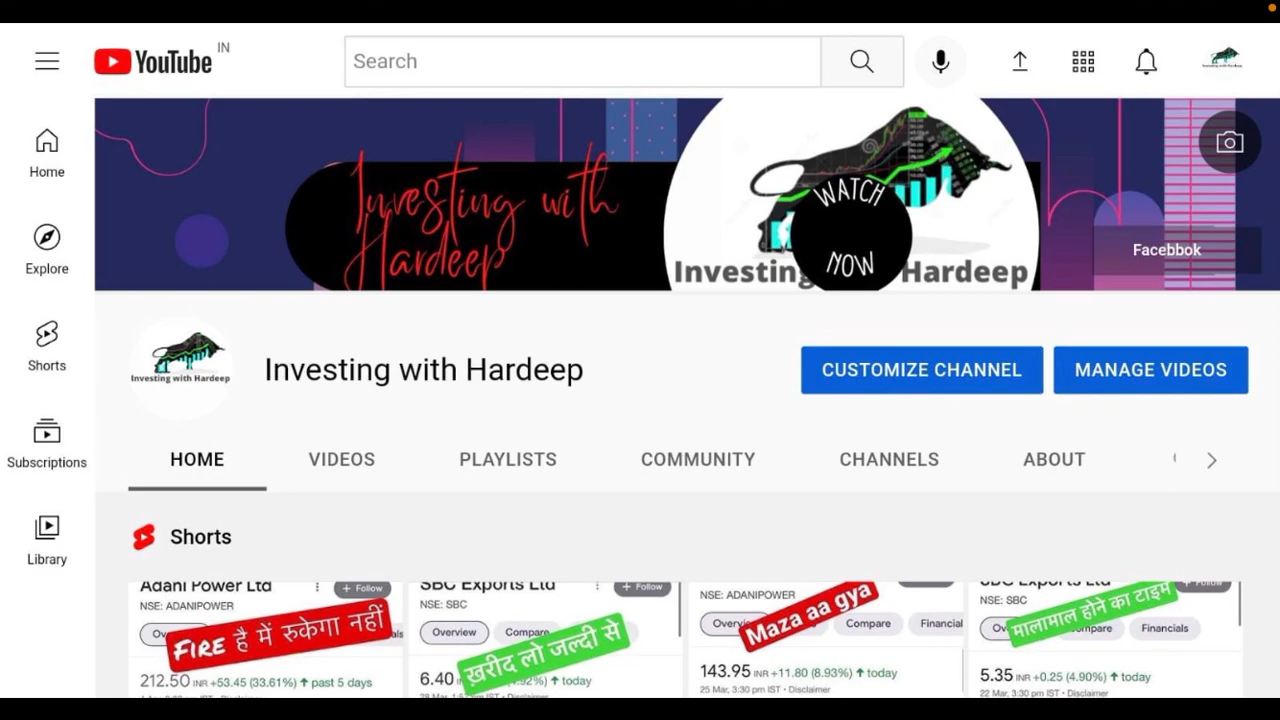 YouTube IN
Search
Home
Explore
Shorts
Subscriptions
Library
Investing with
Hardeep
WATCH
NOW
Investing Hardeep
Facebbok
Investing with Hardeep
Investing with Hardeep
CUSTOMIZE CHANNEL
MANAGE VIDEOS
HOME
VIDEOS
PLAYLISTS
COMMUNITY
CHANNELS
ABOUT
Shorts
Adani Power Ltd
+ Follow
NSE: ADANIPOWER
FIRE है में रुकेगा नहीं
212.50 INR +53.45 (33.61%) ↑ past 5 days
SBC Exports Ltd
+ Follow
NSE: SBC
Overview
Compare
ख़रीद लो जल्दी से
6.40
today
NSE: ADANIPOWER
Maza aa gya
Compare
Financial
143.95 INR +11.80 (8.93%) ↑ today
25 Mar, 3:30 pm IST • Disclaimer
SBC Exports Ltd
+ Follow
NSE: SBC
मालामाल होने का टाइम
Financials
5.35 INR +0.25 (4.90%) ↑ today
22 Mar, 3:30 pm IST • Disclaimer